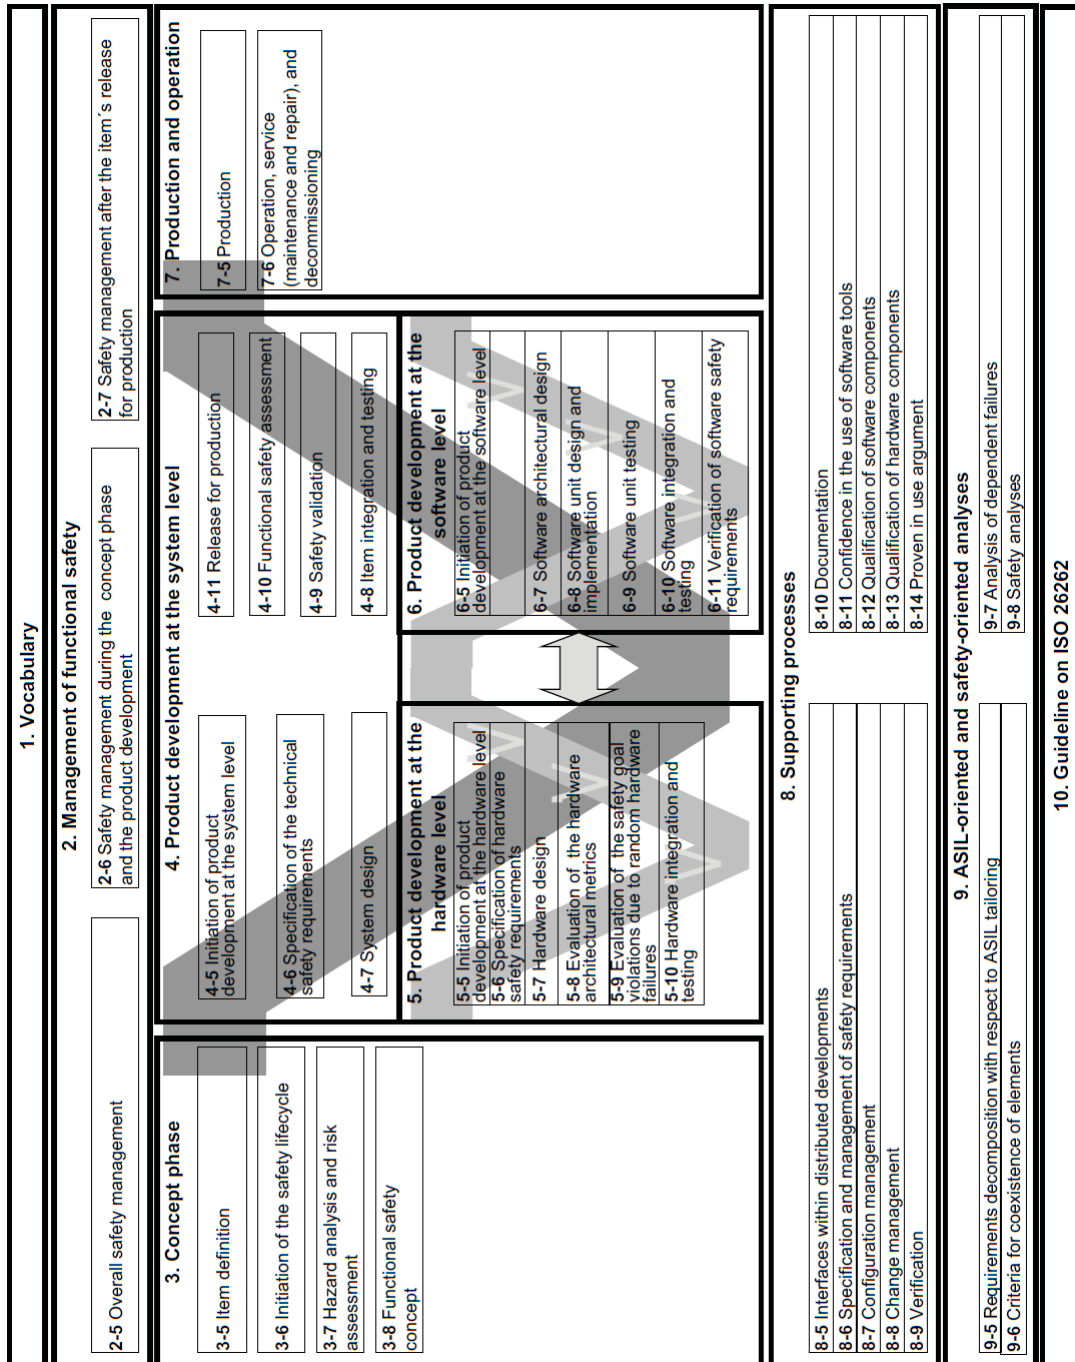 1. Vocabulary
2. Management of functional safety
2-5 Overall safety management
2-6 Safety management during the concept phase
and the product development
2-7 Safety management after the item´s release
for production
3. Concept phase
3-5 Item definition
3-6 Initiation of the safety lifecycle
3-7 Hazard analysis and risk
assessment
3-8 Functional safety
concept
4. Product development at the system level
4-5 Initiation of product
development at the system level
4-6 Specification of the technical
safety requirements
4-7 System design
4-11 Release for production
4-10 Functional safety assessment
4-9 Safety validation
4-8 Item integration and testing
5. Product development at the
hardware level
5-5 Initiation of product
development at the hardware level
5-6 Specification of hardware
safety requirements
5-7 Hardware design
5-8 Evaluation of the hardware
architectural metrics
5-9 Evaluation of the safety goal
violations due to random hardware
failures
5-10 Hardware integration and
testing
6. Product development at the
software level
6-5 Initiation of product
development at the software level
6-7 Software architectural design
6-8 Software unit design and
implementation
6-9 Software unit testing
6-10 Software integration and
testing
6-11 Verification of software safety
requirements
7. Production and operation
7-5 Production
7-6 Operation, service
(maintenance and repair), and
decommissioning
8. Supporting processes
8-5 Interfaces within distributed developments
8-6 Specification and management of safety requirements
8-7 Configuration management
8-8 Change management
8-9 Verification
8-10 Documentation
8-11 Confidence in the use of software tools
8-12 Qualification of software components
8-13 Qualification of hardware components
8-14 Proven in use argument
9. ASIL-oriented and safety-oriented analyses
9-5 Requirements decomposition with respect to ASIL tailoring
9-6 Criteria for coexistence of elements
9-7 Analysis of dependent failures
9-8 Safety analyses
10. Guideline on ISO 26262